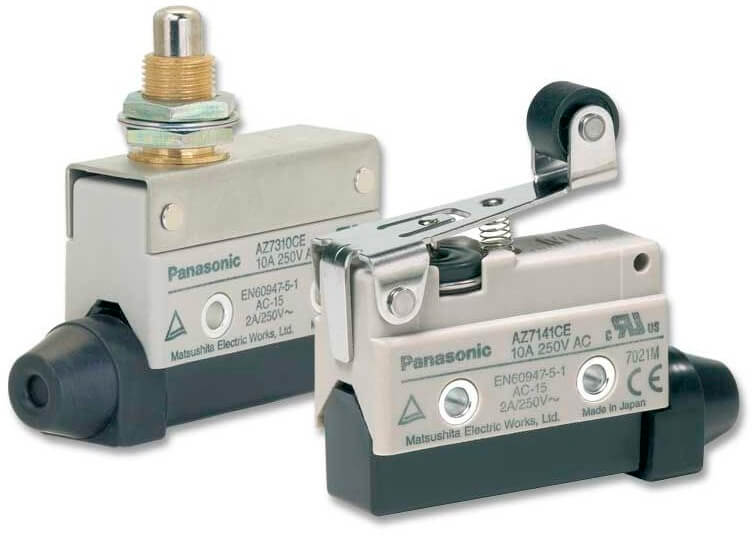 AZ7310CE
Panasonic 10A 250V A
EN60947-5-1
AC-15
2A/250V~
Matsushita Electric Works, Ltd.
AZ7141CE
Panasonic 10A 250V AC
c US
7021M
EN60947-5-1
AC-15
2A/250V~
CE
Made in Japan
Matsushita Electric Works, Ltd.